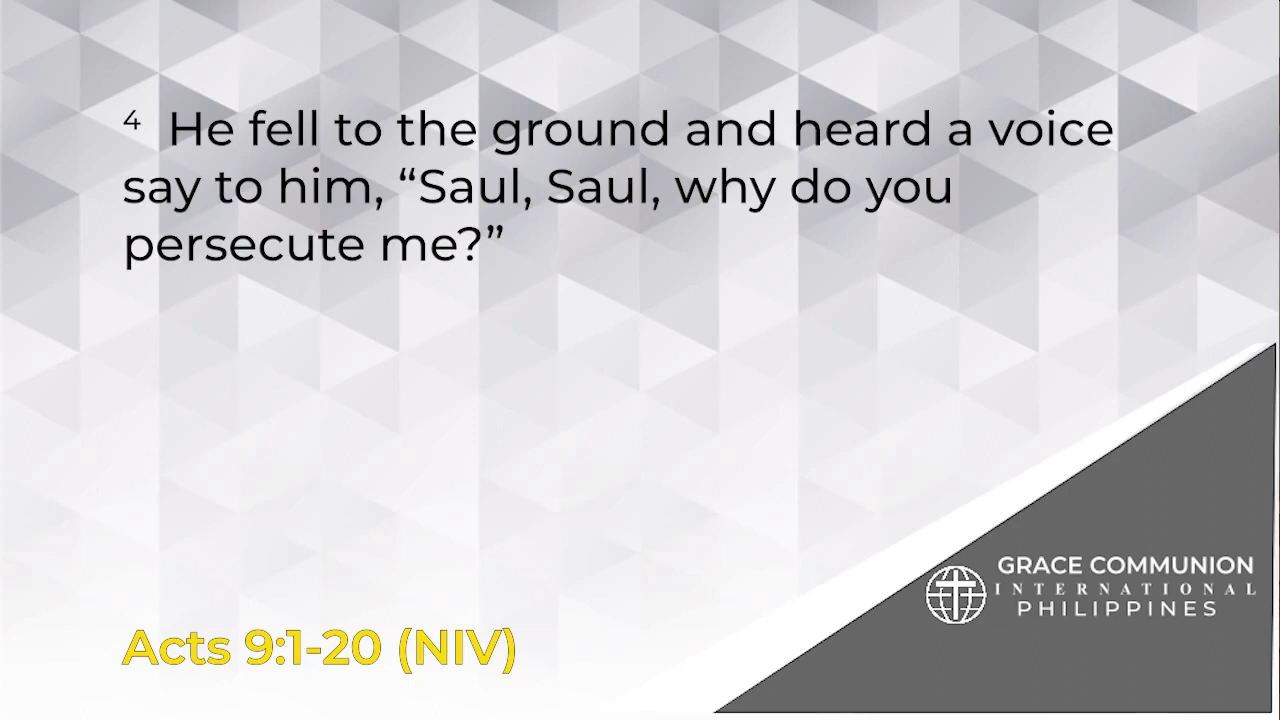 4 He fell to the ground and heard a voice
say to him, “Saul, Saul, why do you
persecute me?”
GRACE COMMUNION
INTERNATIONAL
PHILIPPINES
Acts 9:1-20 (NIV)